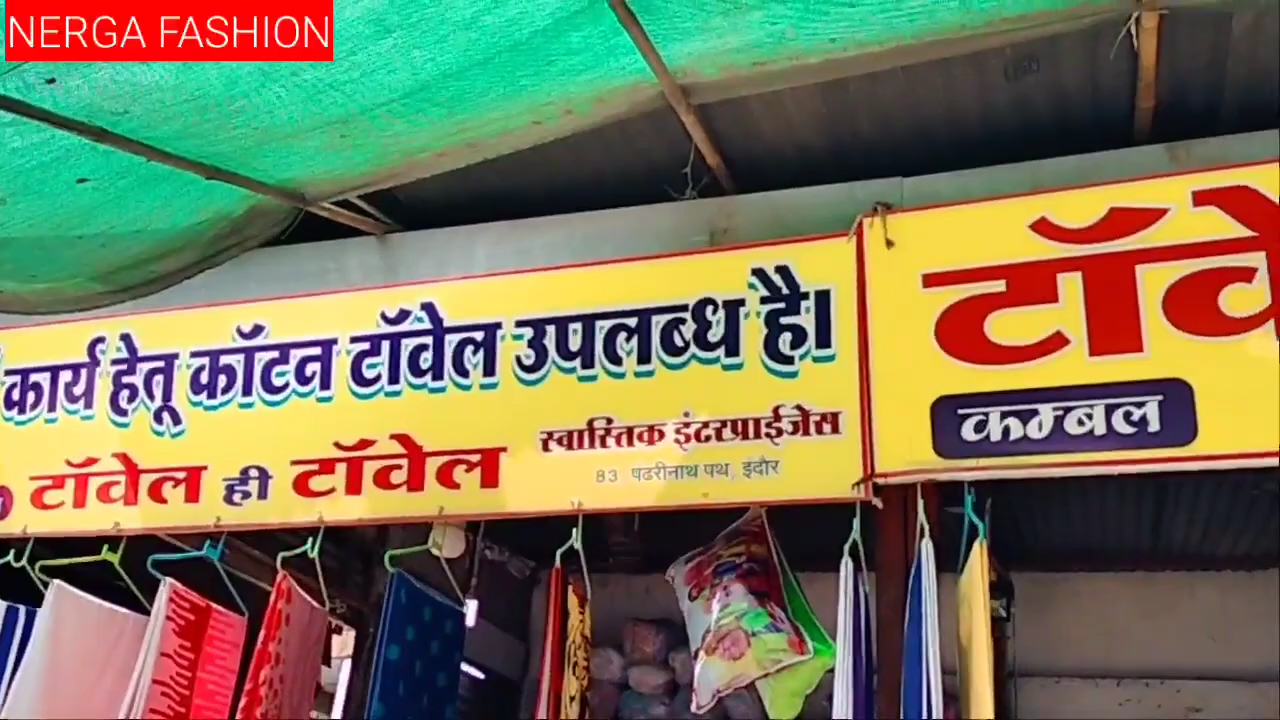 NERGA FASHION
कार्य हेतू कॉटन टॉवेल उपलब्ध है।
टॉवेल ही टॉवेल
स्वास्तिक इंटरप्राईजेस
83 पढरीनाथ पथ, इंदौर
कम्बल